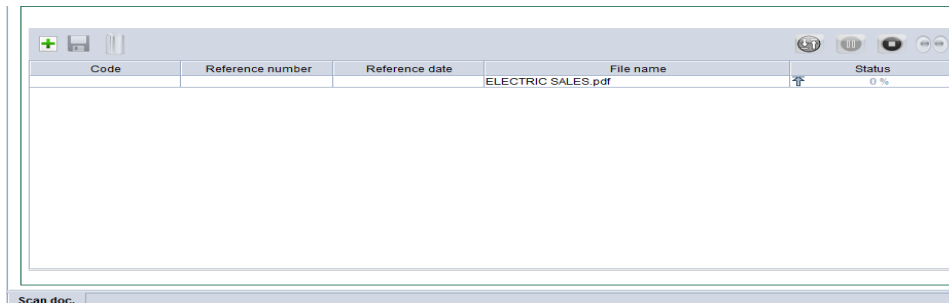 Code Reference number Reference date File name Status
ELECTRIC SALES.pdf 0 %
Scan doc.